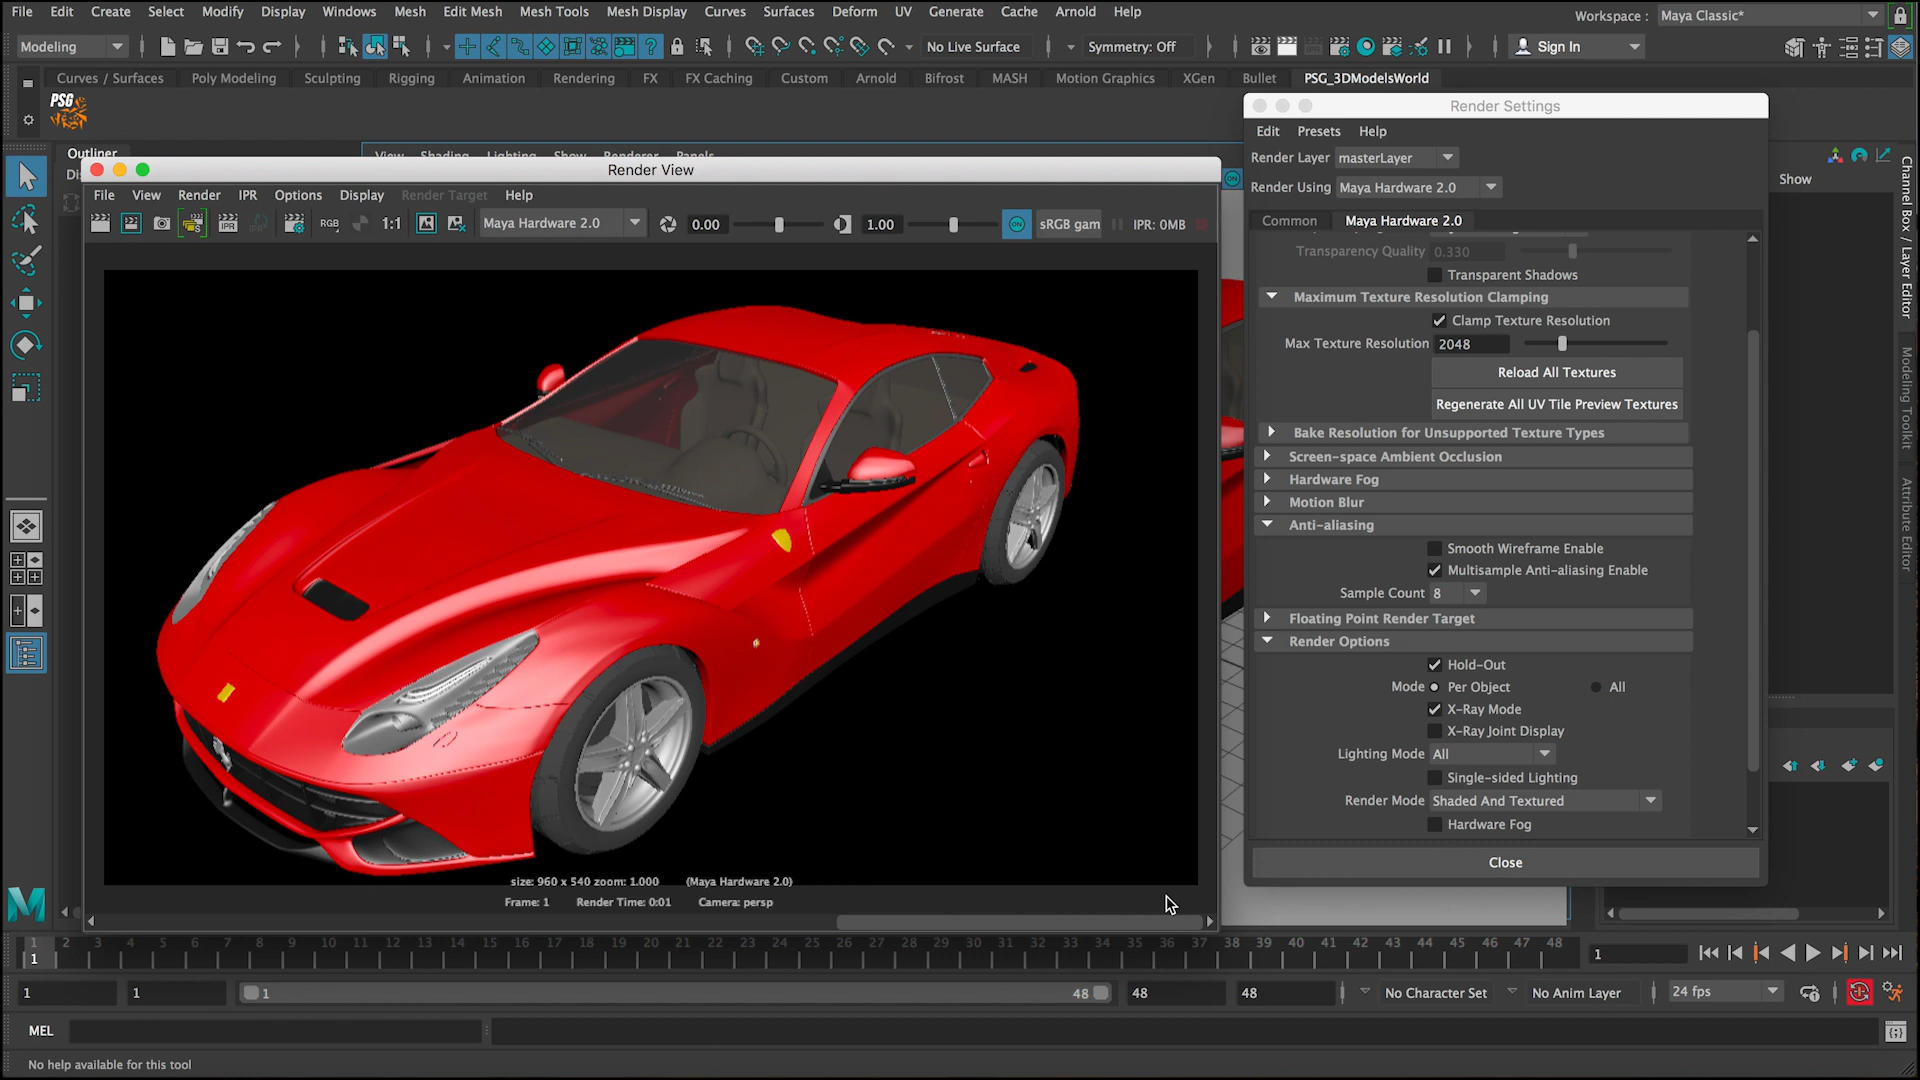 File Edit Create Select Modify Display Windows Mesh Edit Mesh Mesh Tools Mesh Display Curves Surfaces Deform UV Generate Cache Arnold Help
Workspace : Maya Classic*
Modeling
No Live Surface
Symmetry: Off
Sign In
Curves / Surfaces Poly Modeling Sculpting Rigging Animation Rendering FX FX Caching Custom Arnold Bifrost MASH Motion Graphics XGen Bullet PSG_3DModelsWorld
PSG
Outliner
View Shading Lighting Show Renderer Panels
Render View
File View Render IPR Options Display Render Target Help
RGB 1:1 Maya Hardware 2.0 0.00 1.00 ON sRGB gam IPR: 0MB
IPR
size: 960 x 540 zoom: 1.000 (Maya Hardware 2.0)
Frame: 1 Render Time: 0:01 Camera: persp
Render Settings
Edit Presets Help
Render Layer masterLayer
Render Using Maya Hardware 2.0
Common Maya Hardware 2.0
Transparency Quality 0.330
Transparent Shadows
Maximum Texture Resolution Clamping
Clamp Texture Resolution
Max Texture Resolution 2048
Reload All Textures
Regenerate All UV Tile Preview Textures
Bake Resolution for Unsupported Texture Types
Screen-space Ambient Occlusion
Hardware Fog
Motion Blur
Anti-aliasing
Smooth Wireframe Enable
Multisample Anti-aliasing Enable
Sample Count 8
Floating Point Render Target
Render Options
Hold-Out
Mode Per Object All
X-Ray Mode
X-Ray Joint Display
Lighting Mode All
Single-sided Lighting
Render Mode Shaded And Textured
Hardware Fog
Close
Show
Channel Box / Layer Editor
Modeling Toolkit
Attribute Editor
1 2 3 4 5 6 7 8 9 10 11 12 13 14 15 16 17 18 19 20 21 22 23 24 25 26 27 28 29 30 31 32 33 34 35 36 37 38 39 40 41 42 43 44 45 46 47 48
1
1
1 1 1 48 48 48 No Character Set No Anim Layer 24 fps
MEL
No help available for this tool